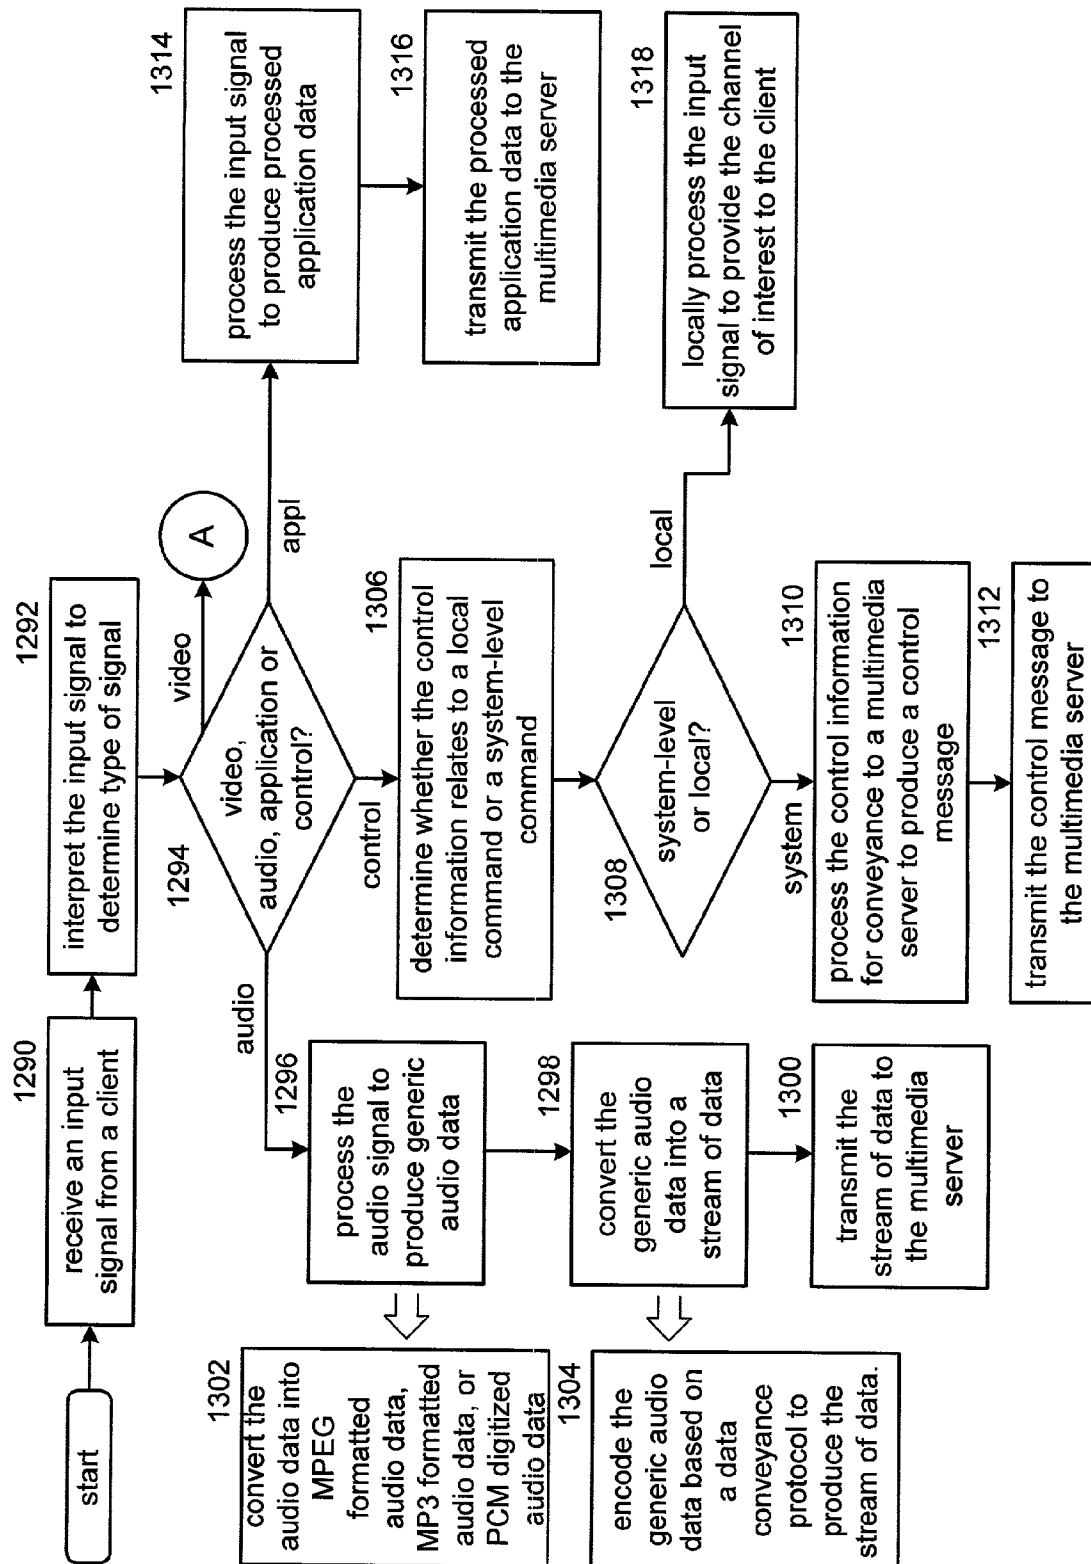 start
1290
receive an input
signal from a client
1292
interpret the input signal to
determine type of signal
1294
video,
audio, application or
control?
video
A
audio
control
appl
1296
process the
audio signal to
produce generic
audio data
1298
convert the
generic audio
data into a
stream of data
1300
transmit the
stream of data to
the multimedia
server
1302
convert the
audio data into
MPEG
formatted
audio data,
MP3 formatted
audio data, or
PCM digitized
audio data
1304
encode the
generic audio
data based on
a data
conveyance
protocol to
produce the
stream of data.
1306
determine whether the control
information relates to a local
command or a system-level
command
1308
system-level
or local?
system
local
1310
process the control information
for conveyance to a multimedia
server to produce a control
message
1312
transmit the control message to
the multimedia server
1314
process the input signal
to produce processed
application data
1316
transmit the processed
application data to the
multimedia server
1318
locally process the input
signal to provide the channel
of interest to the client